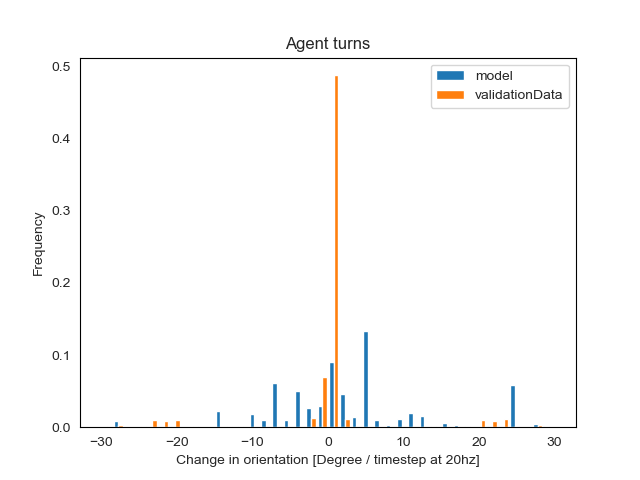 Agent turns
model
validationData
0.5
0.4
0.3
0.2
0.1
0.0
Frequency
−30 −20 −10 0 10 20 30
Change in orientation [Degree / timestep at 20hz]